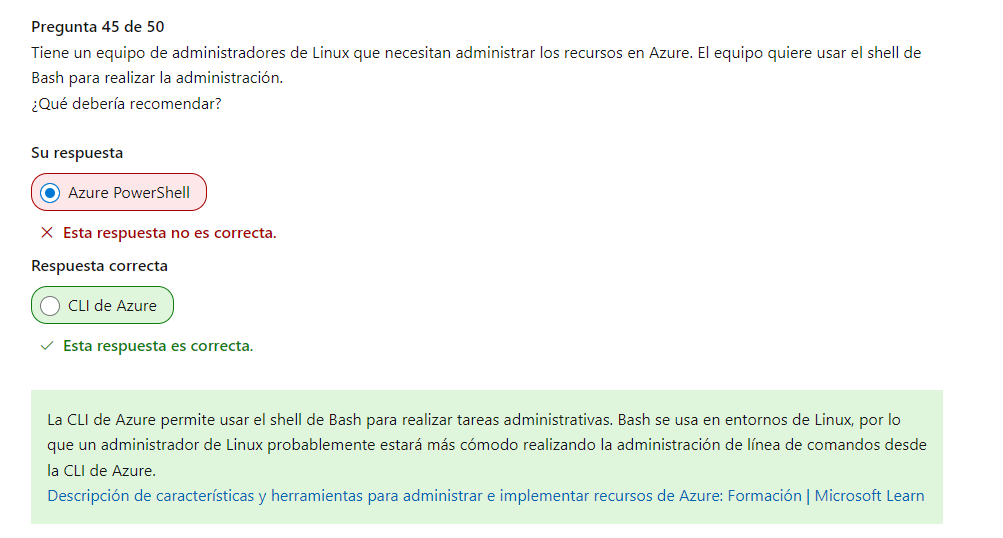 Pregunta 45 de 50
Tiene un equipo de administradores de Linux que necesitan administrar los recursos en Azure. El equipo quiere usar el shell de
Bash para realizar la administración.
¿Qué debería recomendar?
Su respuesta
Azure PowerShell
Esta respuesta no es correcta.
Respuesta correcta
CLI de Azure
Esta respuesta es correcta.
La CLI de Azure permite usar el shell de Bash para realizar tareas administrativas. Bash se usa en entornos de Linux, por lo
que un administrador de Linux probablemente estará más cómodo realizando la administración de línea de comandos desde
la CLI de Azure.
Descripción de características y herramientas para administrar e implementar recursos de Azure: Formación | Microsoft Learn